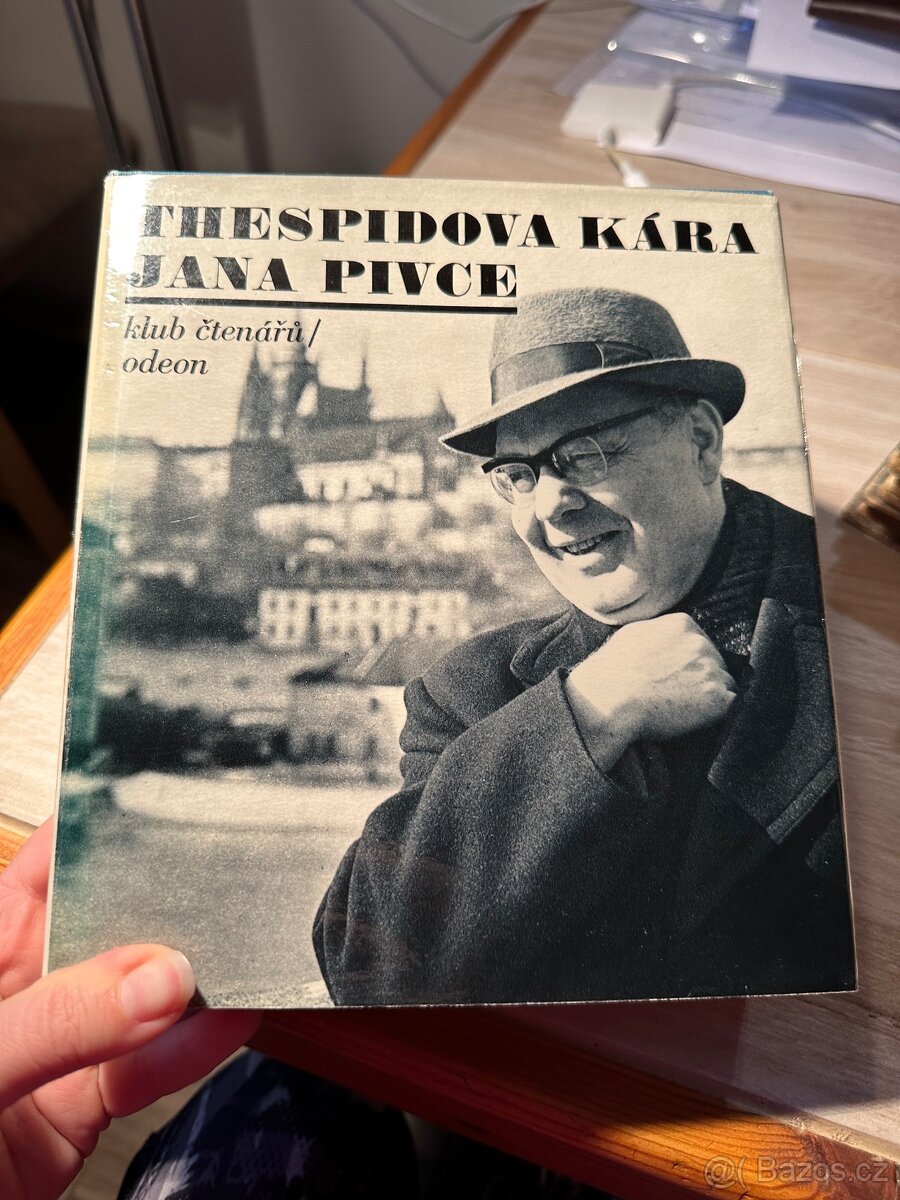 THESPIDOVA KÁRA
JANA PIVCE
klub čtenářů/
odeon
@( Bazos.cz